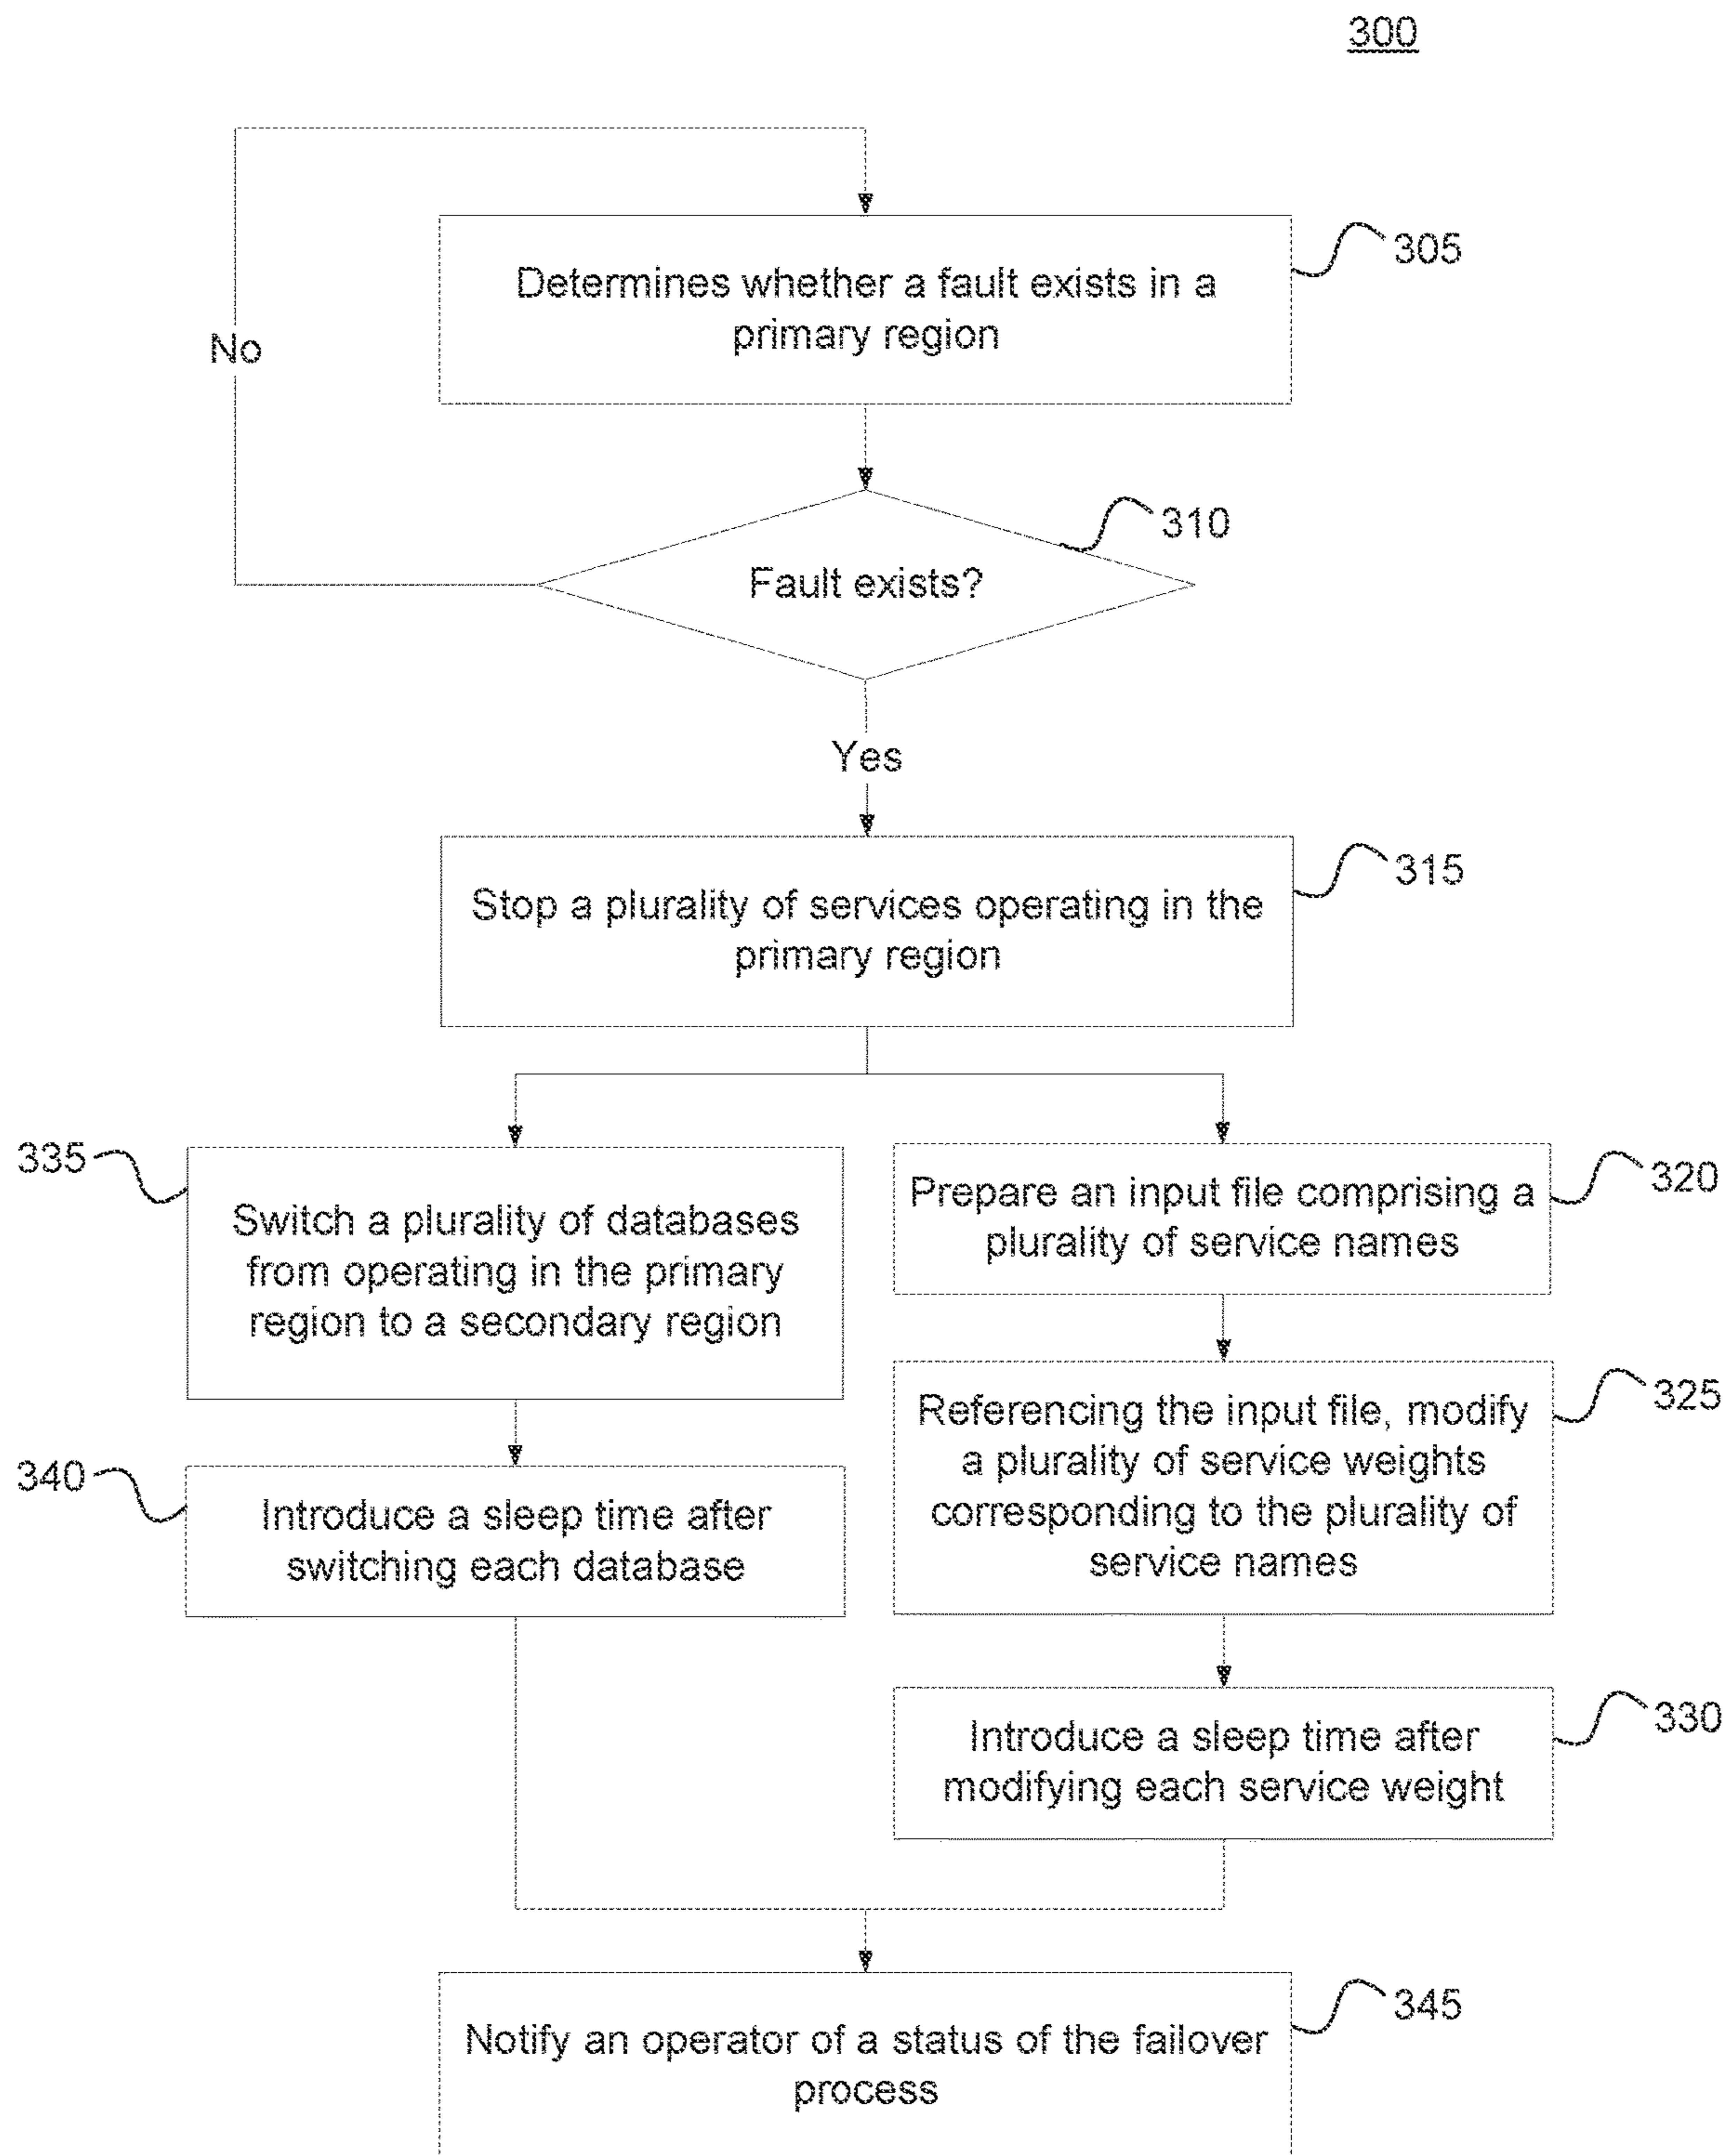 300
Determines whether a fault exists in a
primary region
305
No
Fault exists?
310
Yes
Stop a plurality of services operating in the
primary region
315
335
Switch a plurality of databases
from operating in the primary
region to a secondary region
340
Introduce a sleep time after
switching each database
Prepare an input file comprising a
plurality of service names
320
Referencing the input file, modify
a plurality of service weights
corresponding to the plurality of
service names
325
Introduce a sleep time after
modifying each service weight
330
Notify an operator of a status of the failover
process
345